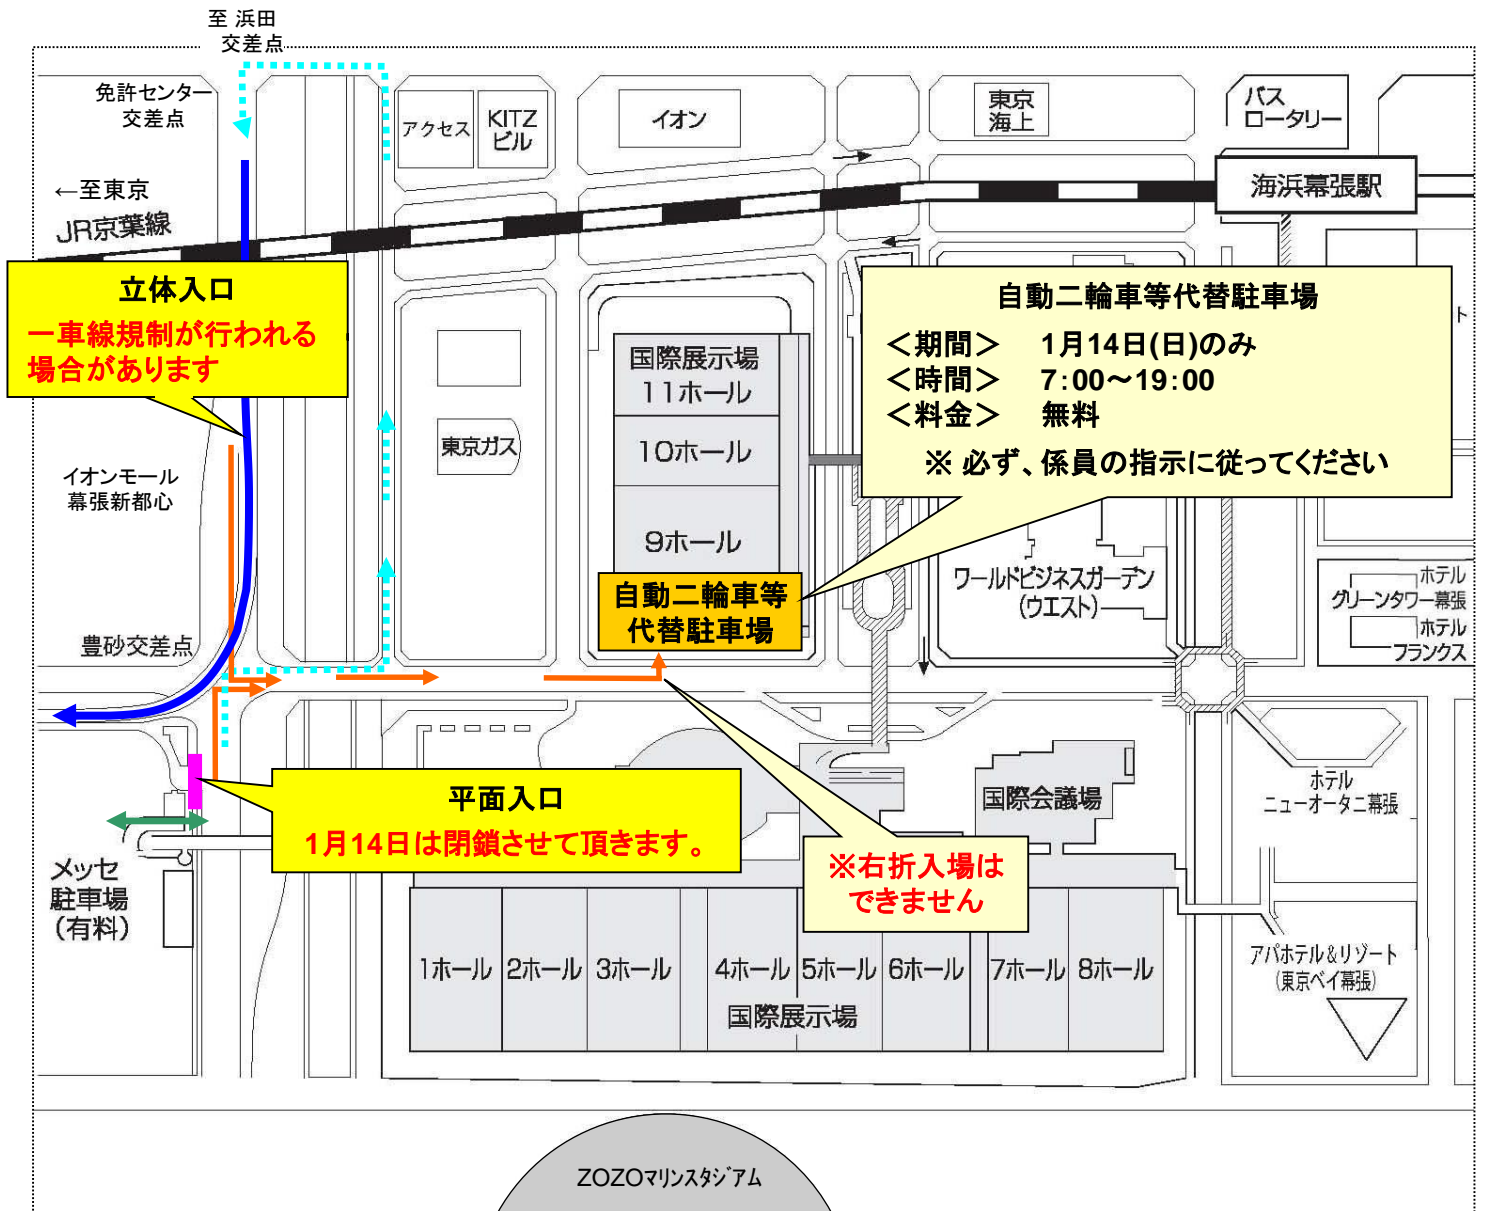 至 浜田
交差点
免許センター
交差点
アクセス
KITZ
ビル
イオン
東京
海上
バス
ロータリー
←至東京
JR京葉線
海浜幕張駅
立体入口
一車線規制が行われる
場合があります
自動二輪車等代替駐車場
＜期間＞ 1月14日(日)のみ
＜時間＞ 7:00～19:00
＜料金＞ 無料
※ 必ず、係員の指示に従ってください
ト
国際展示場
11ホール
10ホール
9ホール
東京ガス
イオンモール
幕張新都心
自動二輪車等
代替駐車場
ワールドビジネスガーデン
(ウエスト)
ホテル
グリーンタワー幕張
ホテル
フランクス
豊砂交差点
平面入口
1月14日は閉鎖させて頂きます。
国際会議場
ホテル
ニューオータニ幕張
※右折入場は
できません
メッセ
駐車場
(有料)
1ホール
2ホール
3ホール
4ホール
5ホール
6ホール
7ホール
8ホール
国際展示場
アパホテル&リゾート
(東京ベイ幕張)
ZOZOマリンスタジアム